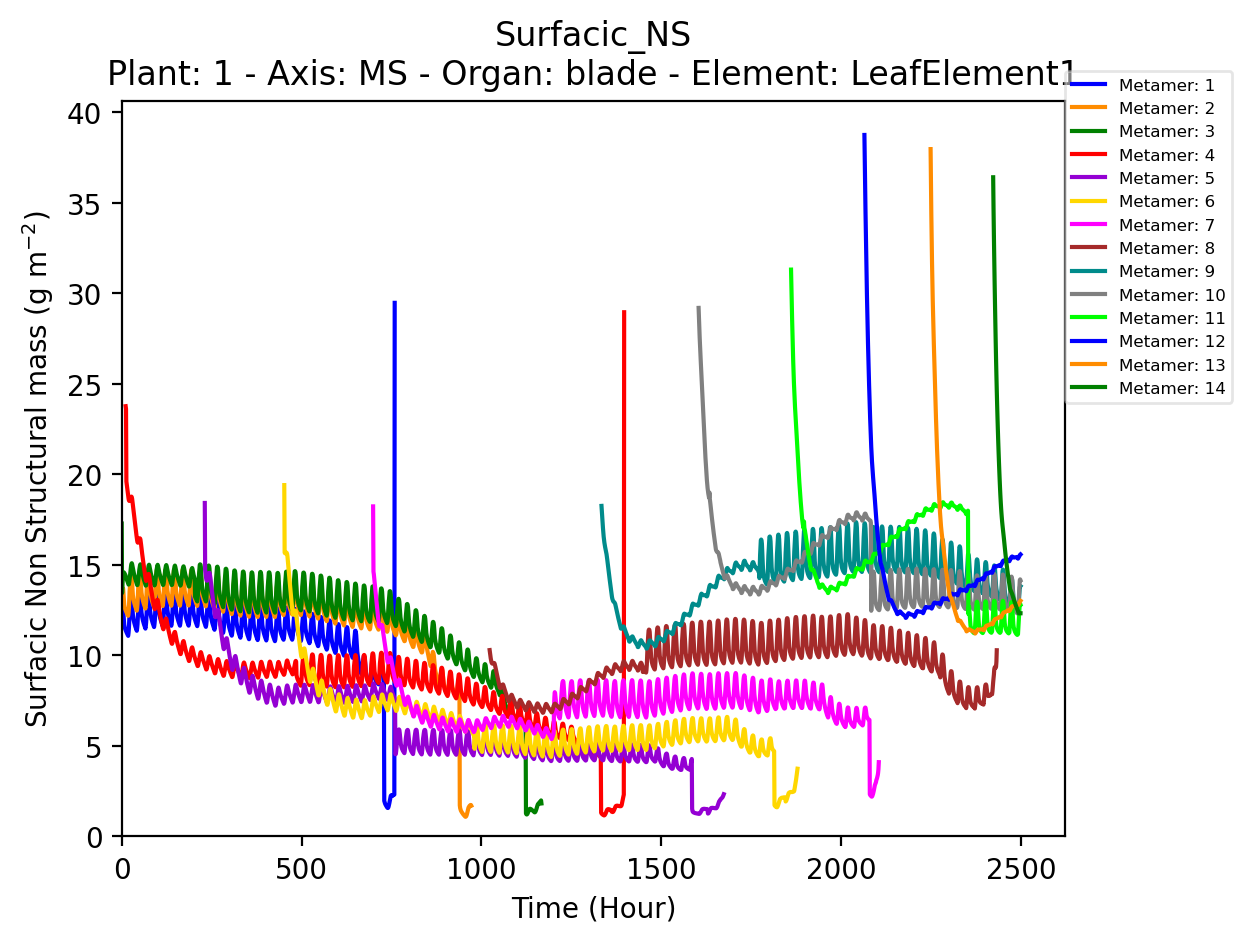 Surfacic_NS
Plant: 1 - Axis: MS - Organ: blade - Element: LeafElement1
Surfacic Non Structural mass (g m⁻²)
40
35
30
25
20
15
10
5
0
0 500 1000 1500 2000 2500
Time (Hour)
Metamer: 1
Metamer: 2
Metamer: 3
Metamer: 4
Metamer: 5
Metamer: 6
Metamer: 7
Metamer: 8
Metamer: 9
Metamer: 10
Metamer: 11
Metamer: 12
Metamer: 13
Metamer: 14